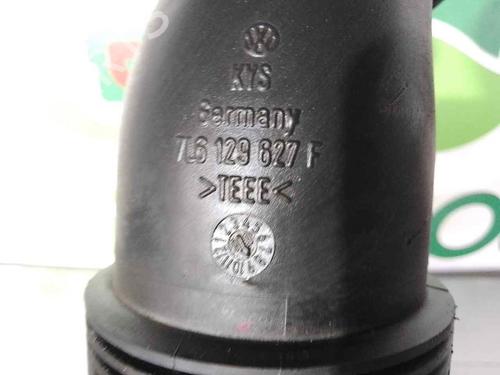 KYS
Germany
7L6 129 627 F
>TEEE<